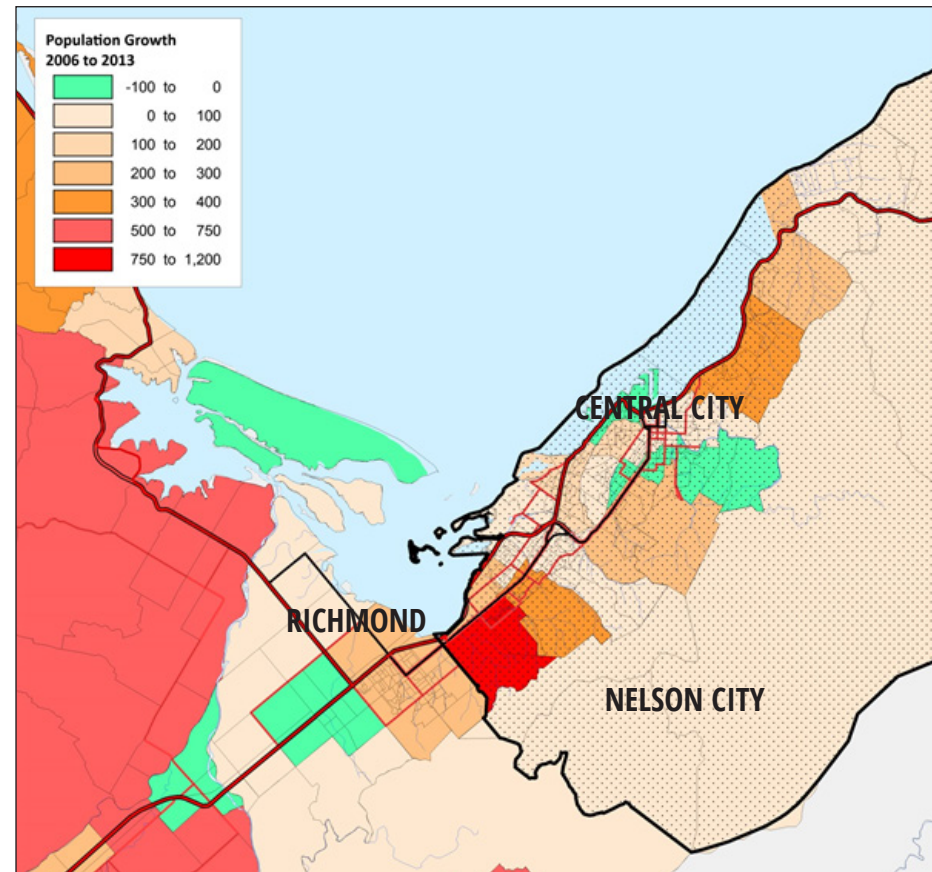 Population Growth
2006 to 2013
-100 to 0
0 to 100
100 to 200
200 to 300
300 to 400
500 to 750
750 to 1,200
CENTRAL CITY
RICHMOND
NELSON CITY